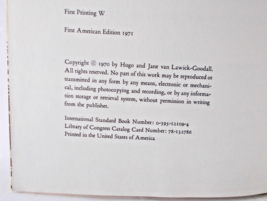 First Printing W
First American Edition 1971
Copyright © 1970 by Hugo and Jane van Lawick-Goodall.
All rights reserved. No part of this work may be reproduced or
transmitted in any form by any means, electronic or mechani-
cal, including photocopying and recording, or by any informa-
tion storage or retrieval system, without permission in writing
from the publisher.
International Standard Book Number: 0-395-12109-4
Library of Congress Catalog Card Number:
Printed in the United States of America